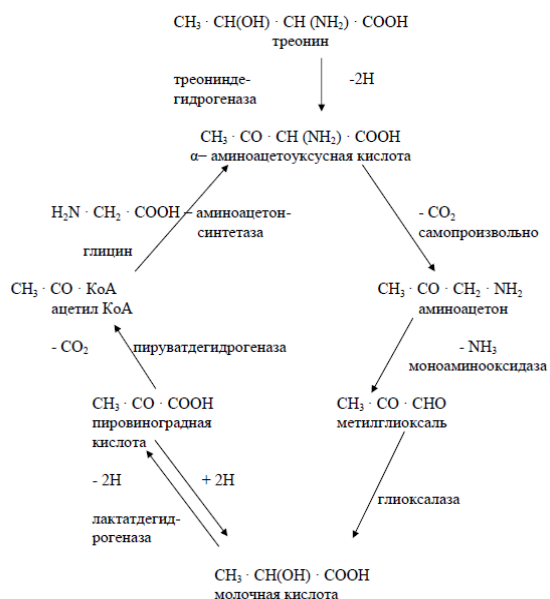 CH₃ · CH(OH) · CH (NH₂) · COOH
треонин
треонинде-
гидрогеназа
-2H
CH₃ · CO · CH (NH₂) · COOH
α– аминоацетоуксусная кислота
H₂N · CH₂ · COOH – аминоацетон-
синтетаза
глицин
- CO₂
самопроизвольно
CH₃ · CO · КоА
ацетил КоА
CH₃ · CO · CH₂ · NH₂
аминоацетон
- CO₂
пируватдегидрогеназа
- NH₃
моноаминооксидаза
CH₃ · CO · COOH
пировиноградная
кислота
CH₃ · CO · CHO
метилглиоксаль
- 2H
+ 2H
лактатдегид-
рогеназа
глиоксалаза
CH₃ · CH(OH) · COOH
молочная кислота